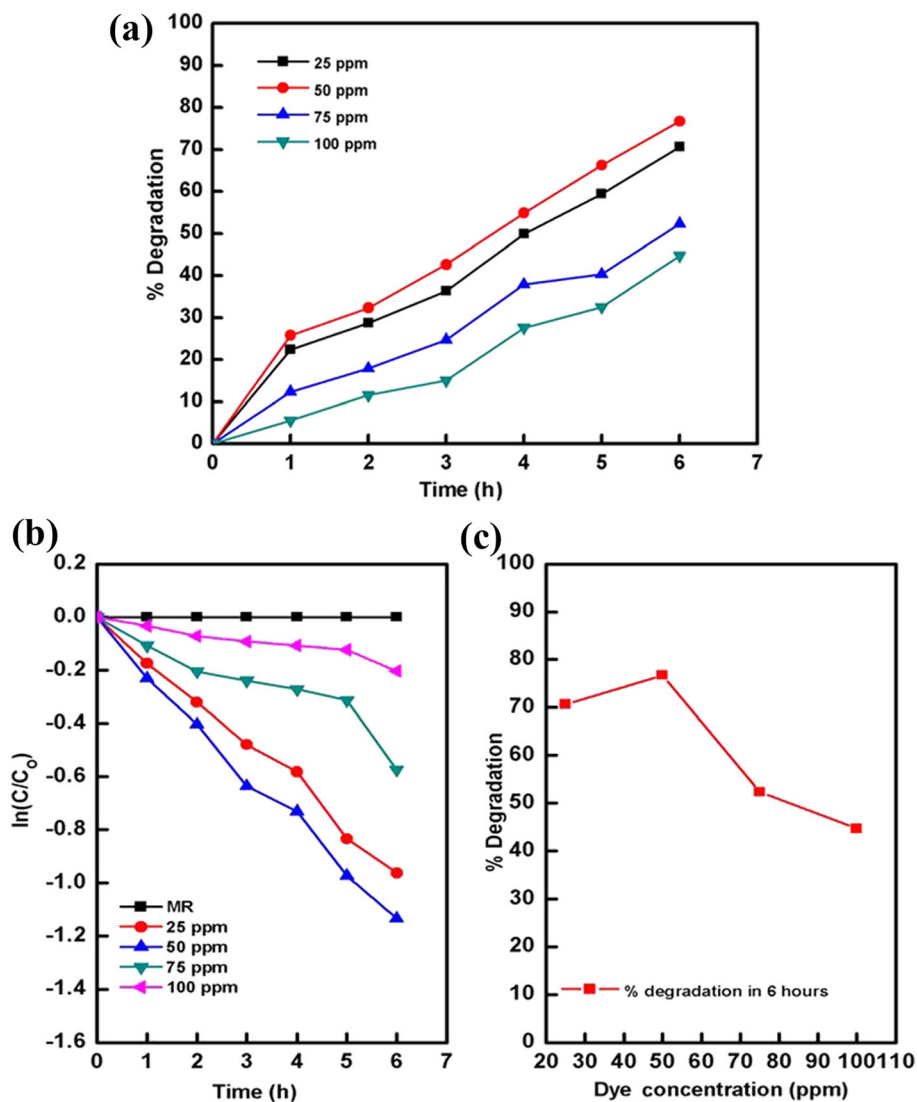 (a)
100
90
80
70
60
50
40
30
20
10
0
% Degradation
25 ppm
50 ppm
75 ppm
100 ppm
0 1 2 3 4 5 6 7
Time (h)
(b)
0.2
0.0
-0.2
-0.4
-0.6
-0.8
-1.0
-1.2
-1.4
-1.6
ln(C/Co)
MR
25 ppm
50 ppm
75 ppm
100 ppm
0 1 2 3 4 5 6 7
Time (h)
(c)
100
90
80
70
60
50
40
30
20
10
0
% Degradation
% degradation in 6 hours
20 30 40 50 60 70 80 90 100 110
Dye concentration (ppm)